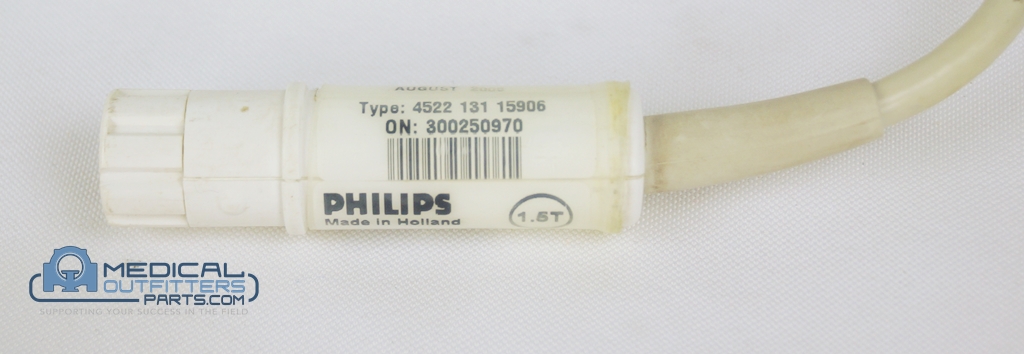 AUGUST
Type: 4522 131 15906
ON: 300250970
PHILIPS
Made in Holland
1.5T
MEDICAL
OUTFITTERS
PARTS.COM
SUPPORTING YOUR SUCCESS IN THE FIELD